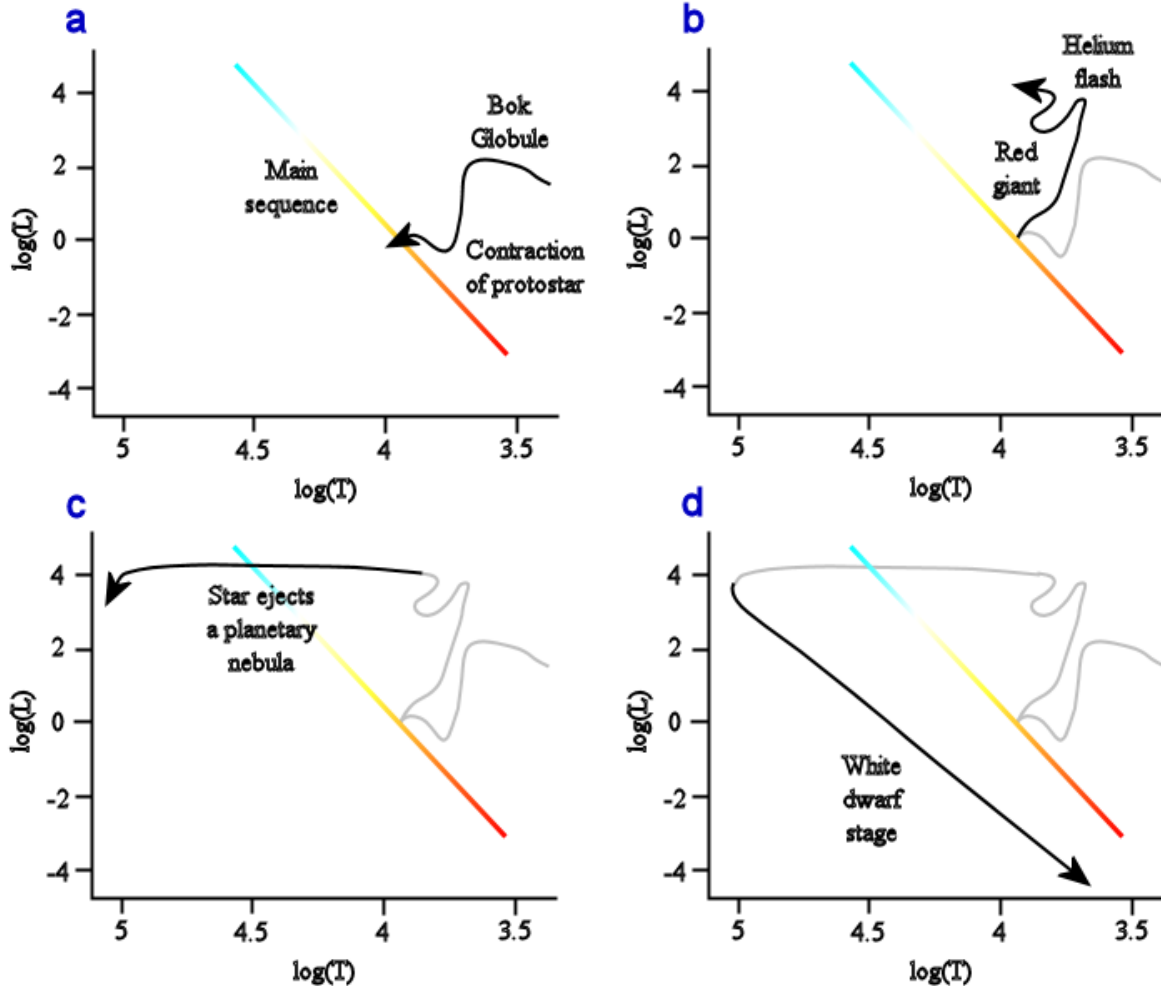 a
4
2
0
-2
-4
log(L)
Bok
Globule
Main
sequence
Contraction
of protostar
5
4.5
4
3.5
log(T)
b
4
2
0
-2
-4
log(L)
Helium
flash
Red
giant
5
4.5
4
3.5
log(T)
c
4
2
0
-2
-4
log(L)
Star ejects
a planetary
nebula
5
4.5
4
3.5
log(T)
d
4
2
0
-2
-4
log(L)
White
dwarf
stage
5
4.5
4
3.5
log(T)